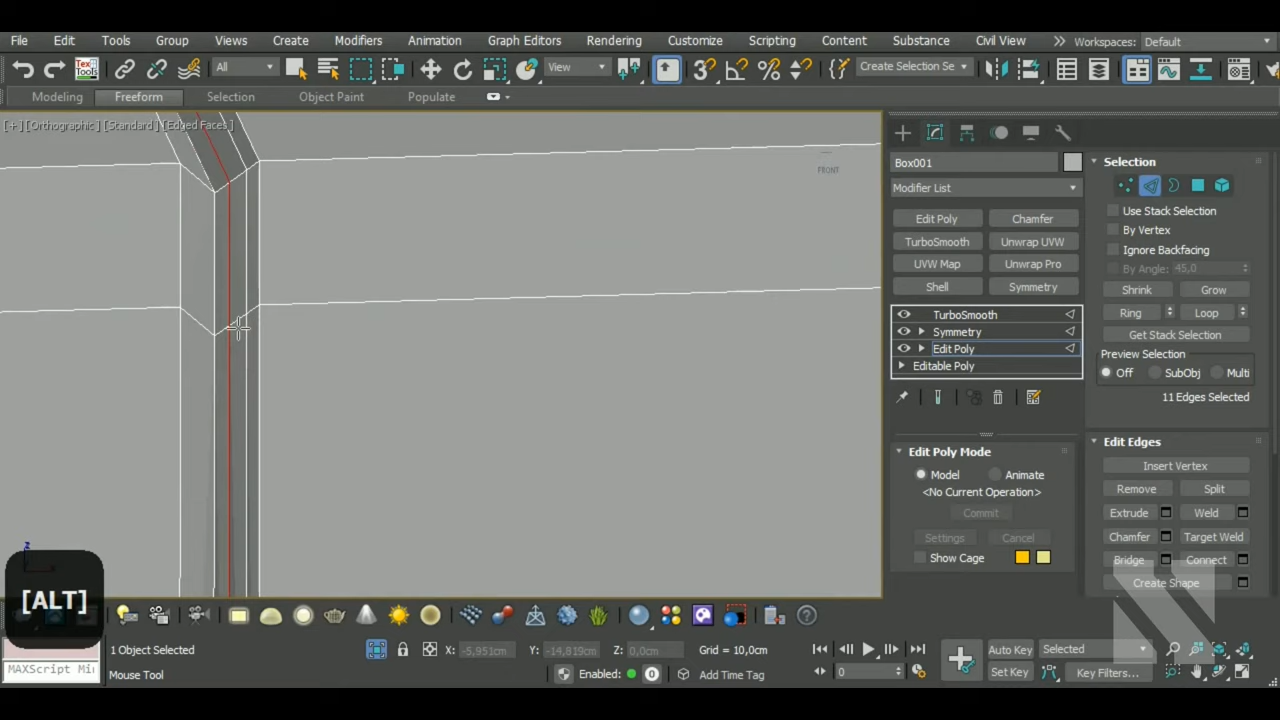 File Edit Tools Group Views Create Modifiers Animation Graph Editors Rendering Customize Scripting Content Substance Civil View Workspaces: Default
Tex Tools All View Create Selection Se
Modeling Freeform Selection Object Paint Populate
[+][Orthographic][Standard][Edged Faces]
FRONT
Box001
Modifier List
Edit Poly Chamfer
TurboSmooth Unwrap UVW
UVW Map Unwrap Pro
Shell Symmetry
TurboSmooth
Symmetry
Edit Poly
Editable Poly
Edit Poly Mode
Model Animate
<No Current Operation>
Commit
Settings Cancel
Show Cage
Selection
Use Stack Selection
By Vertex
Ignore Backfacing
By Angle: 45,0
Shrink Grow
Ring Loop
Get Stack Selection
Preview Selection
Off SubObj Multi
11 Edges Selected
Edit Edges
Insert Vertex
Remove Split
Extrude Weld
Chamfer Target Weld
Bridge Connect
Create Shape
z
[ALT]
1 Object Selected X: -5,951cm Y: -14,819cm Z: 0,0cm Grid = 10,0cm Auto Key Selected
MAXScript Mi Mouse Tool Enabled: 0 Add Time Tag 0 Set Key Key Filters...